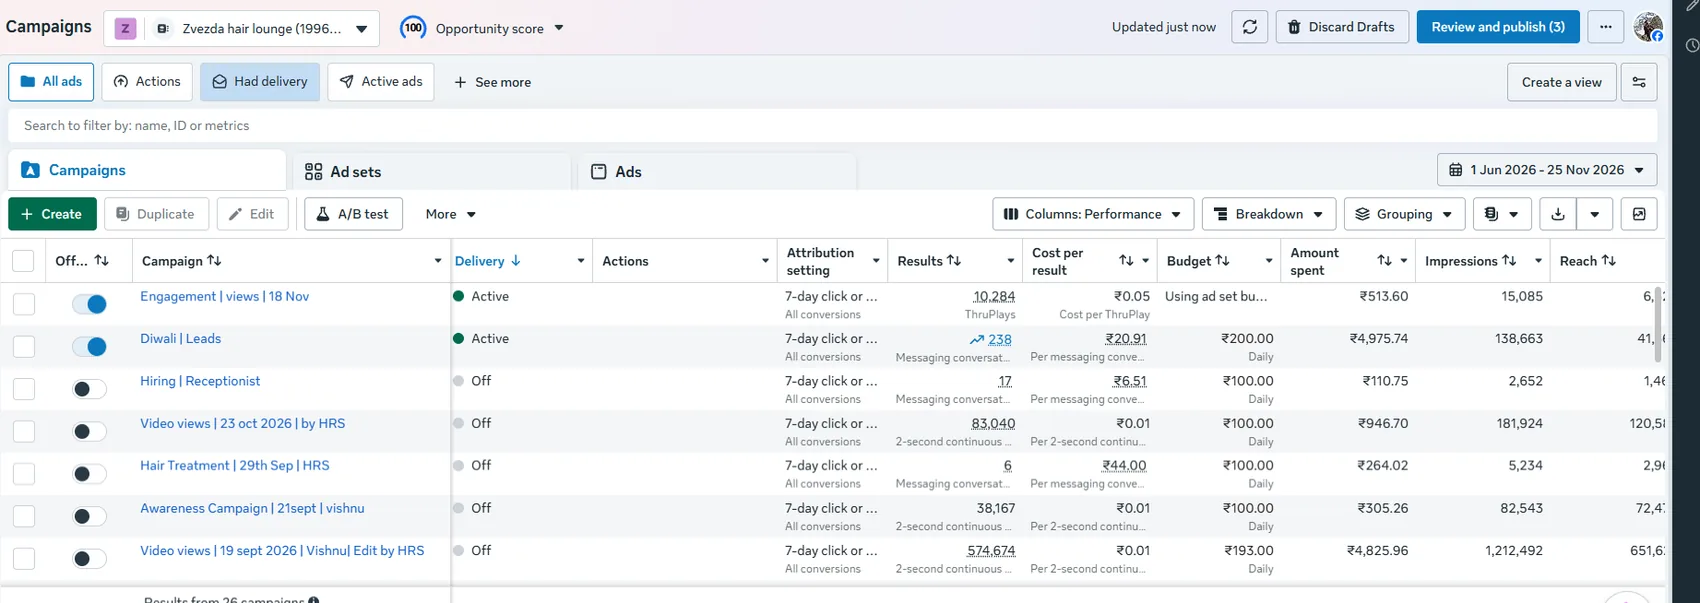 Campaigns Z Zvezda hair lounge (1996... 100 Opportunity score Updated just now Discard Drafts Review and publish (3) ...
All ads Actions Had delivery Active ads + See more Create a view
Search to filter by: name, ID or metrics
Campaigns Ad sets Ads 1 Jun 2026 - 25 Nov 2026
+ Create Duplicate Edit A/B test More Columns: Performance Breakdown Grouping
Off... Campaign Delivery Actions Attribution setting Results Cost per result Budget Amount spent Impressions Reach
Engagement | views | 18 Nov Active 7-day click or ... 10,284 ₹0.05 Using ad set bu... ₹513.60 15,085
All conversions ThruPlays Cost per ThruPlay
Diwali | Leads Active 7-day click or ... 238 ₹20.91 ₹200.00 ₹4,975.74 138,663
All conversions Messaging conversat... Per messaging conve... Daily
Hiring | Receptionist Off 7-day click or ... 17 ₹6.51 ₹100.00 ₹110.75 2,652
All conversions Messaging conversat... Per messaging conve... Daily
Video views | 23 oct 2026 | by HRS Off 7-day click or ... 83,040 ₹0.01 ₹100.00 ₹946.70 181,924
All conversions 2-second continuous ... Per 2-second continu... Daily
Hair Treatment | 29th Sep | HRS Off 7-day click or ... 6 ₹44.00 ₹100.00 ₹264.02 5,234
All conversions Messaging conversat... Per messaging conve... Daily
Awareness Campaign | 21sept | vishnu Off 7-day click or ... 38,167 ₹0.01 ₹100.00 ₹305.26 82,543
All conversions 2-second continuous ... Per 2-second continu... Daily
Video views | 19 sept 2026 | Vishnu| Edit by HRS Off 7-day click or ... 574,674 ₹0.01 ₹193.00 ₹4,825.96 1,212,492
All conversions 2-second continuous ... Per 2-second continu... Daily
Results from 26 campaigns